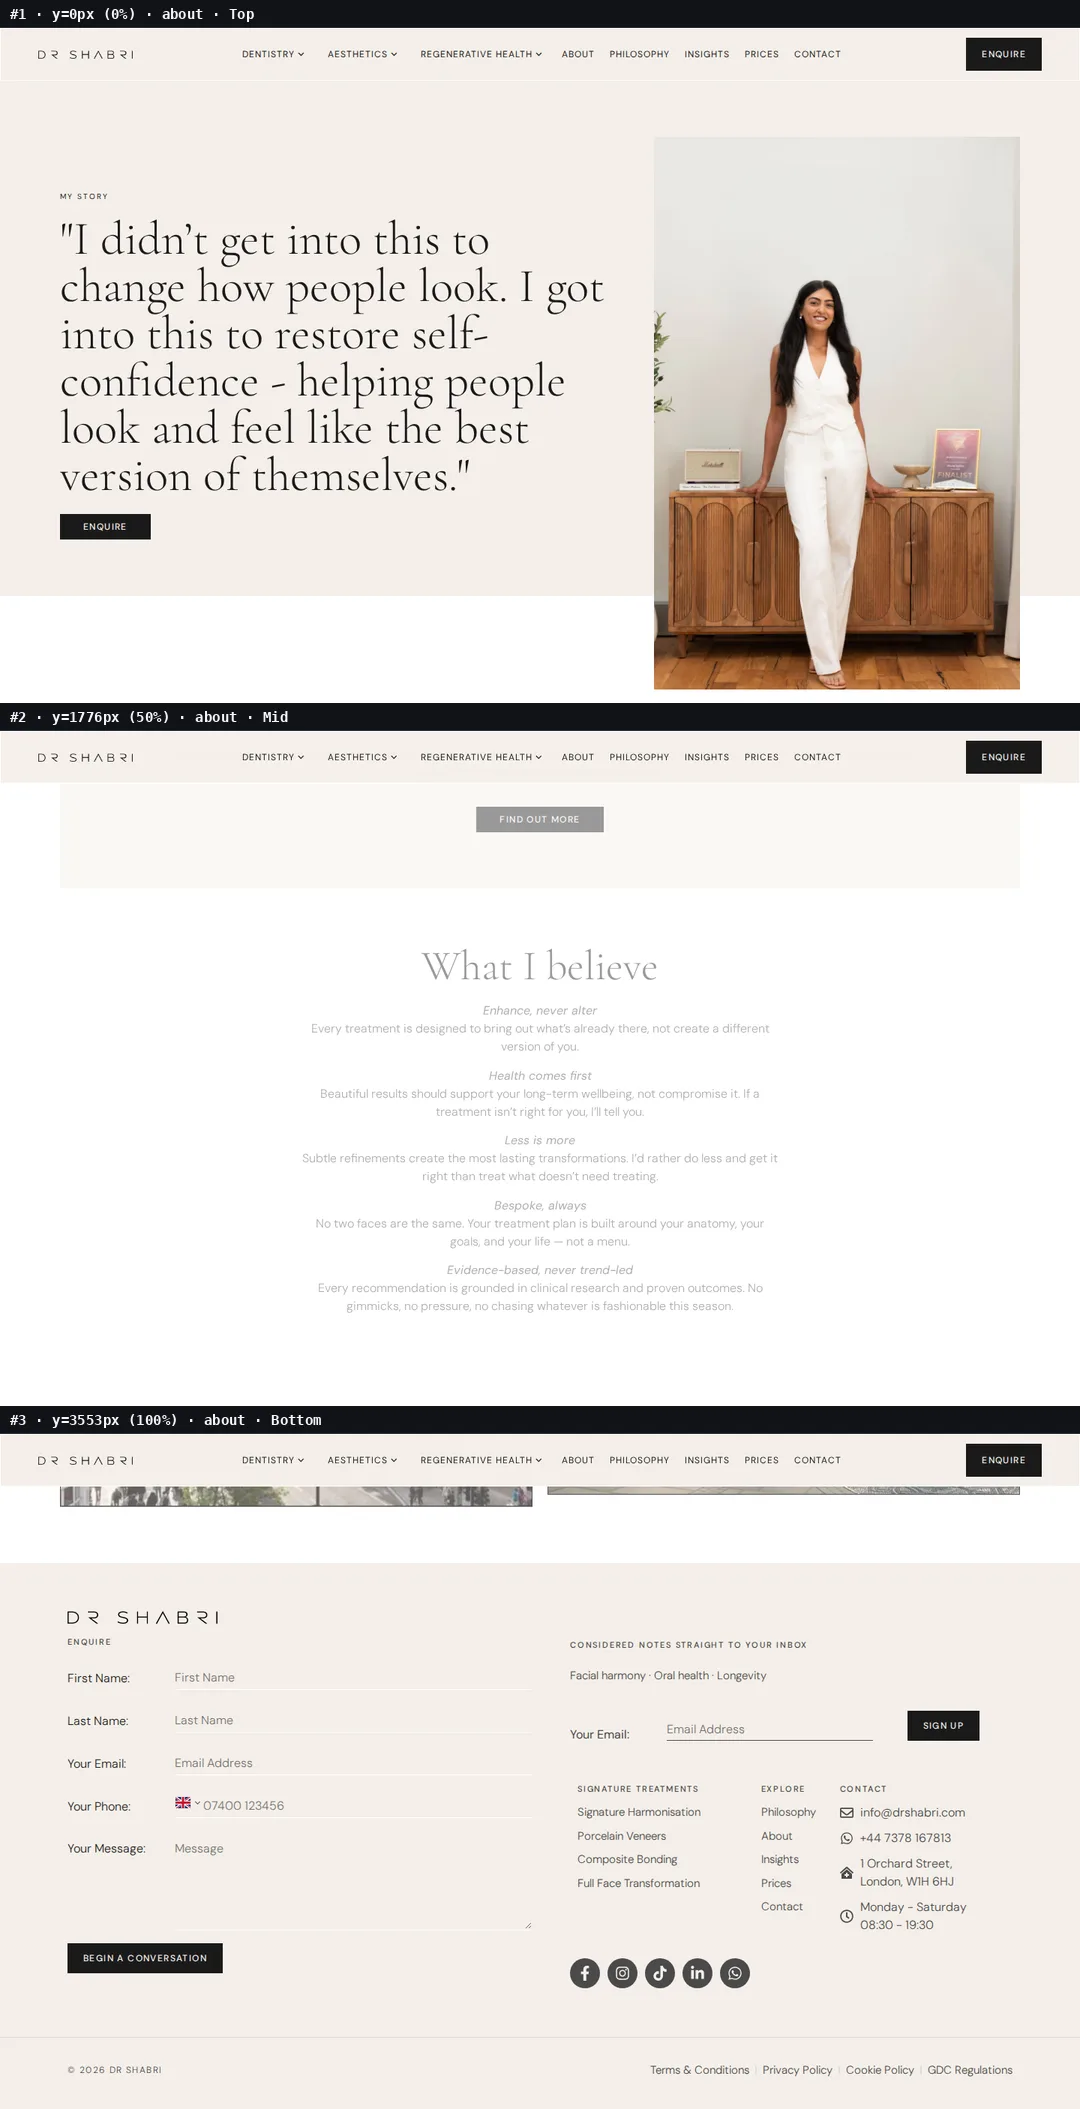 #1 · y=0px (0%) · about · Top
DR SHABRI
DENTISTRY AESTHETICS REGENERATIVE HEALTH ABOUT PHILOSOPHY INSIGHTS PRICES CONTACT
ENQUIRE
MY STORY
"I didn’t get into this to
change how people look. I got
into this to restore self-
confidence - helping people
look and feel like the best
version of themselves."
ENQUIRE
Marshall
FINALIST
#2 · y=1776px (50%) · about · Mid
DR SHABRI
DENTISTRY AESTHETICS REGENERATIVE HEALTH ABOUT PHILOSOPHY INSIGHTS PRICES CONTACT
ENQUIRE
FIND OUT MORE
What I believe
Enhance, never alter
Every treatment is designed to bring out what’s already there, not create a different
version of you.
Health comes first
Beautiful results should support your long-term wellbeing, not compromise it. If a
treatment isn’t right for you, I’ll tell you.
Less is more
Subtle refinements create the most lasting transformations. I’d rather do less and get it
right than treat what doesn’t need treating.
Bespoke, always
No two faces are the same. Your treatment plan is built around your anatomy, your
goals, and your life — not a menu.
Evidence-based, never trend-led
Every recommendation is grounded in clinical research and proven outcomes. No
gimmicks, no pressure, no chasing whatever is fashionable this season.
#3 · y=3553px (100%) · about · Bottom
DR SHABRI
DENTISTRY AESTHETICS REGENERATIVE HEALTH ABOUT PHILOSOPHY INSIGHTS PRICES CONTACT
ENQUIRE
DR SHABRI
ENQUIRE
First Name: First Name
Last Name: Last Name
Your Email: Email Address
Your Phone: 07400 123456
Your Message: Message
BEGIN A CONVERSATION
CONSIDERED NOTES STRAIGHT TO YOUR INBOX
Facial harmony · Oral health · Longevity
Your Email: Email Address
SIGN UP
SIGNATURE TREATMENTS
Signature Harmonisation
Porcelain Veneers
Composite Bonding
Full Face Transformation
EXPLORE
Philosophy
About
Insights
Prices
Contact
CONTACT
info@drshabri.com
+44 7378 167813
1 Orchard Street,
London, W1H 6HJ
Monday - Saturday
08:30 - 19:30
© 2026 DR SHABRI
Terms & Conditions | Privacy Policy | Cookie Policy | GDC Regulations